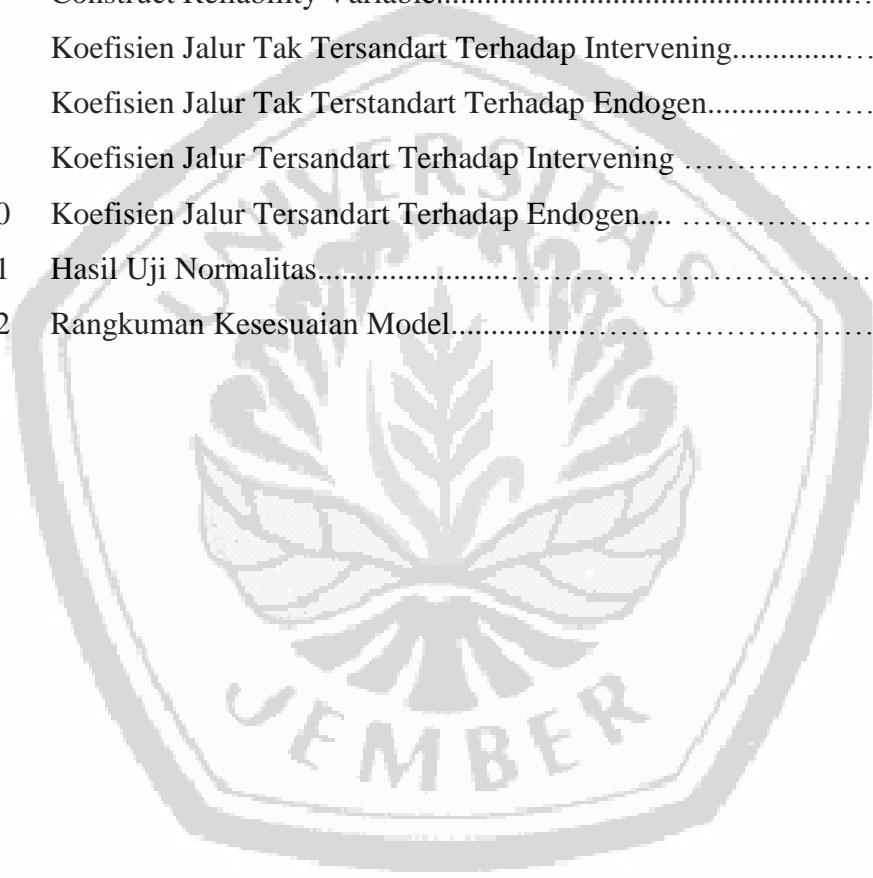 Construct Reliability Variable....................................................…
Koefisien Jalur Tak Tersandart Terhadap Intervening..............…
Koefisien Jalur Tak Terstandart Terhadap Endogen.............……
Koefisien Jalur Tersandart Terhadap Intervening ………………
0 Koefisien Jalur Tersandart Terhadap Endogen.... ………………
1 Hasil Uji Normalitas........................……………………………
2 Rangkuman Kesesuaian Model.................………………………
UNIVERSITAS
JEMBER